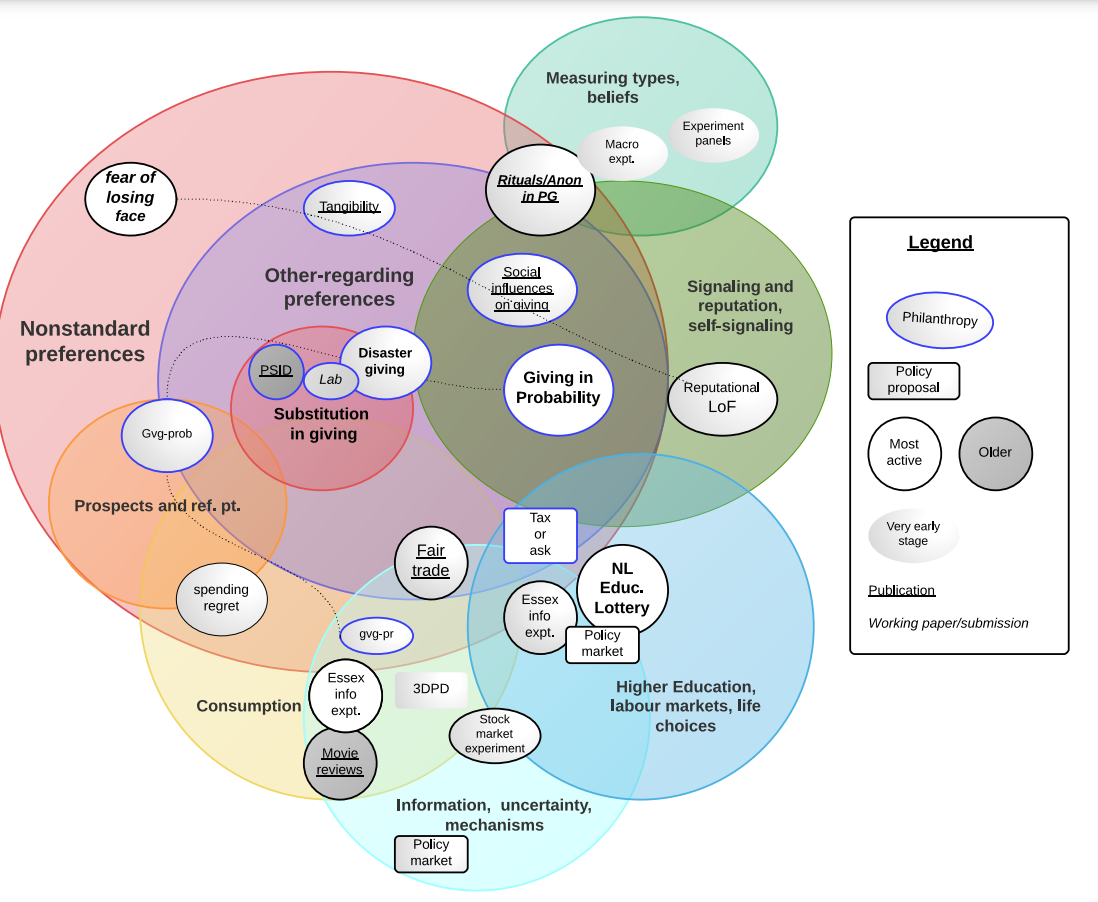 Measuring types,
beliefs
Experiment
panels
Macro
expt.
Rituals/Anon
in PG
fear of
losing
face
Tangibility
Social
influences
on giving
Other-regarding
preferences
Signaling and
reputation,
self-signaling
Nonstandard
preferences
PSID
Lab
Disaster
giving
Substitution
in giving
Giving in
Probability
Reputational
LoF
Gvg-prob
Prospects and ref. pt.
Tax
or
ask
Fair
trade
spending
regret
NL
Educ.
Lottery
Essex
info
expt.
Policy
market
gvg-pr
Essex
info
expt.
3DPD
Consumption
Higher Education,
labour markets, life
choices
Stock
market
experiment
Movie
reviews
Information,  uncertainty,
mechanisms
Policy
market
Legend
Philanthropy
Policy
proposal
Most
active
Older
Very early
stage
Publication
Working paper/submission